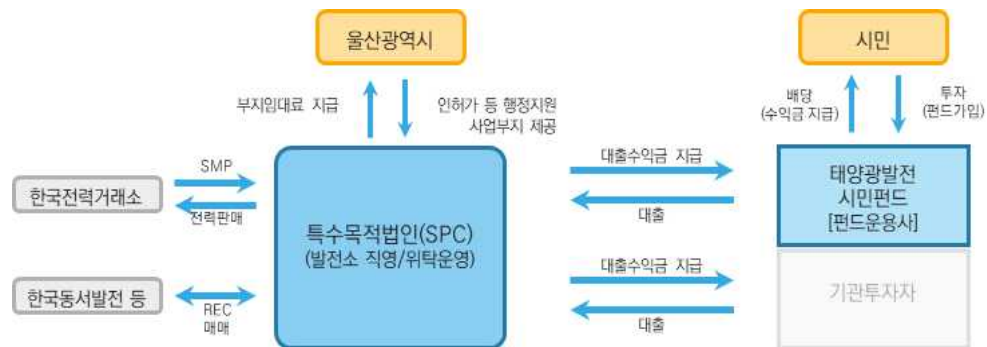 울산광역시
시민
부지임대료 지급
인허가 등 행정지원
사업부지 제공
배당
(수익금 지급)
투자
(펀드가입)
한국전력거래소
SMP
전력판매
특수목적법인(SPC)
(발전소 직영/위탁운영)
대출수익금 지급
대출
태양광발전
시민펀드
[펀드운용사]
한국동서발전 등
REC
매매
대출수익금 지급
대출
기관투자자